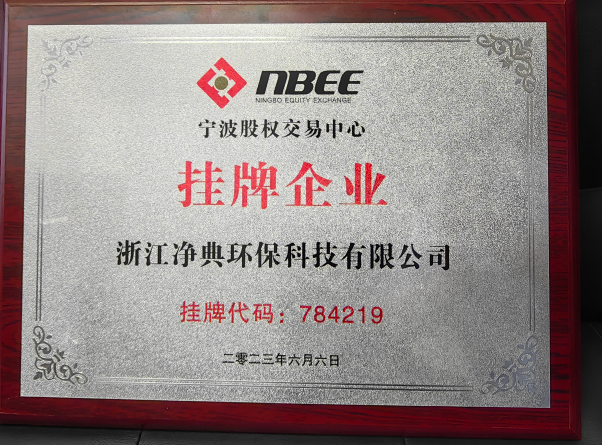 NBEE
NINGBO EQUITY EXCHANGE
宁波股权交易中心
挂牌企业
浙江净典环保科技有限公司
挂牌代码：784219
二零二三年六月六日